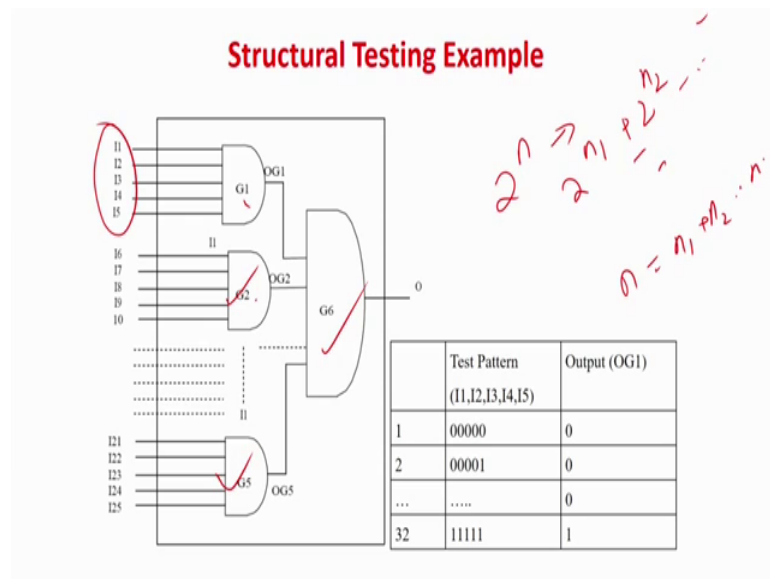 Structural Testing Example
2^n >> 2^n1 + 2^n2 ...
n = n1 + n2 ..
I1
I2
I3
I4
I5
G1
OG1
I1
I6
I7
I8
I9
I0
G2
OG2
G6
O
I1
I21
I22
I23
I24
I25
G5
OG5
Test Pattern Output (OG1)
(I1,I2,I3,I4,I5)
1 00000 0
2 00001 0
... ..... 0
32 11111 1